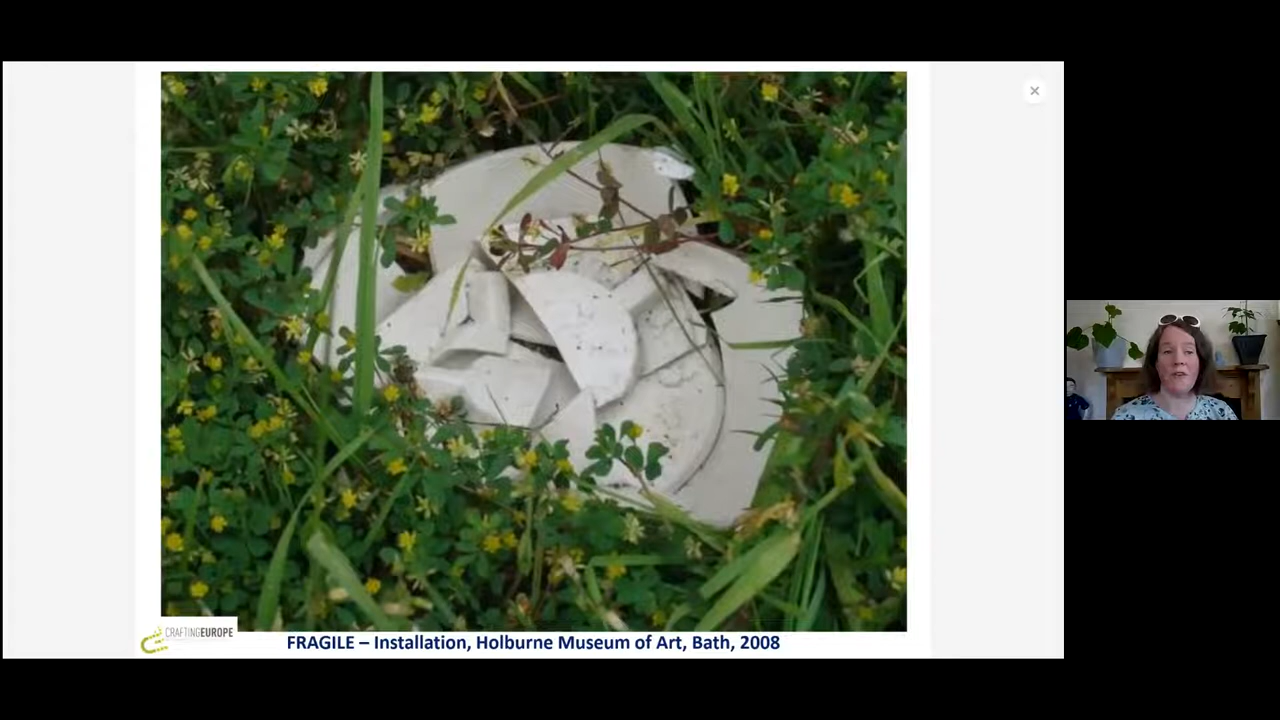 CRAFTINGEUROPE
FRAGILE – Installation, Holburne Museum of Art, Bath, 2008